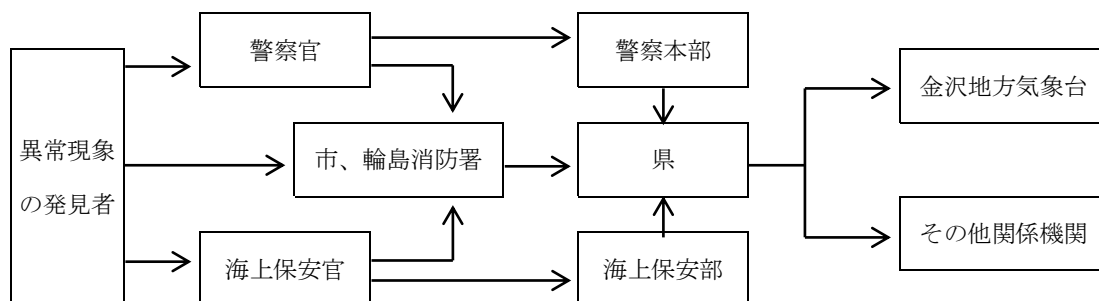 異常現象
の発見者
警察官
市、輪島消防署
海上保安官
警察本部
県
海上保安部
金沢地方気象台
その他関係機関